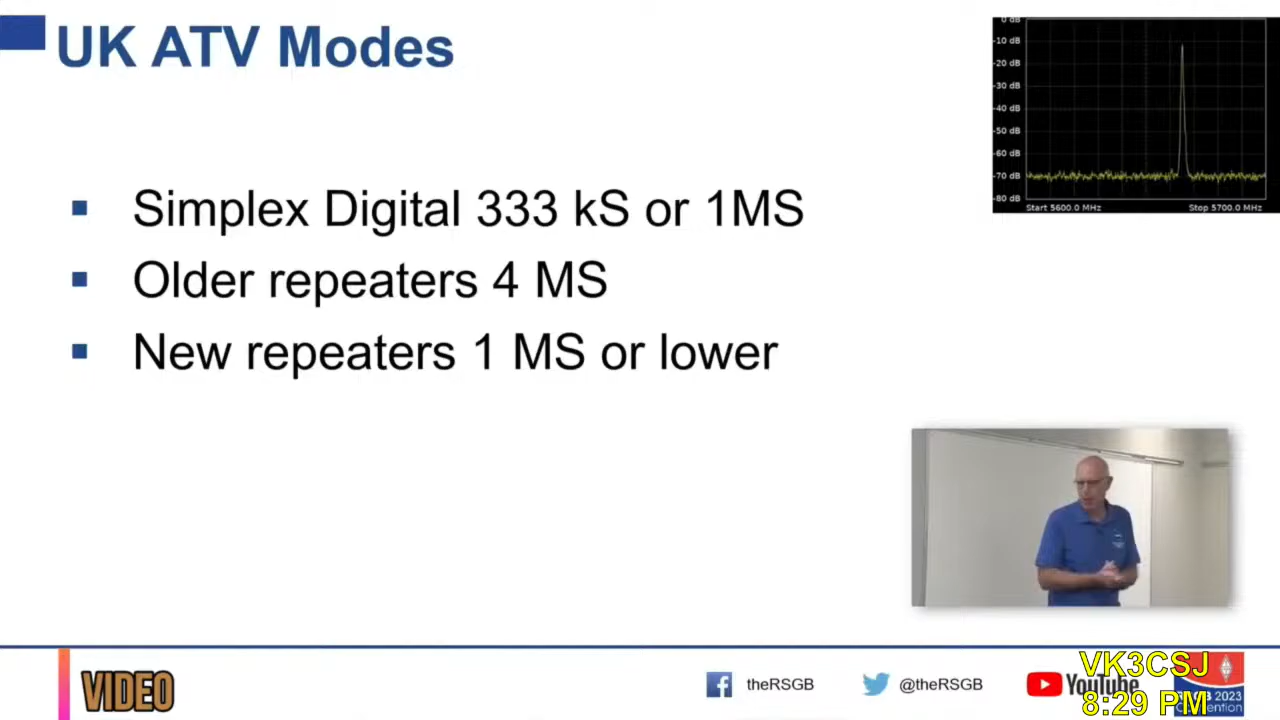 UK ATV Modes
0 dB
-10 dB
-20 dB
-30 dB
-40 dB
-50 dB
-60 dB
-70 dB
-80 dB
Start 5600.0 MHz
Stop 5700.0 MHz
Simplex Digital 333 kS or 1MS
Older repeaters 4 MS
New repeaters 1 MS or lower
VIDEO
theRSGB
@theRSGB
YouTube
VK3CSJ
8:29 PM
2023